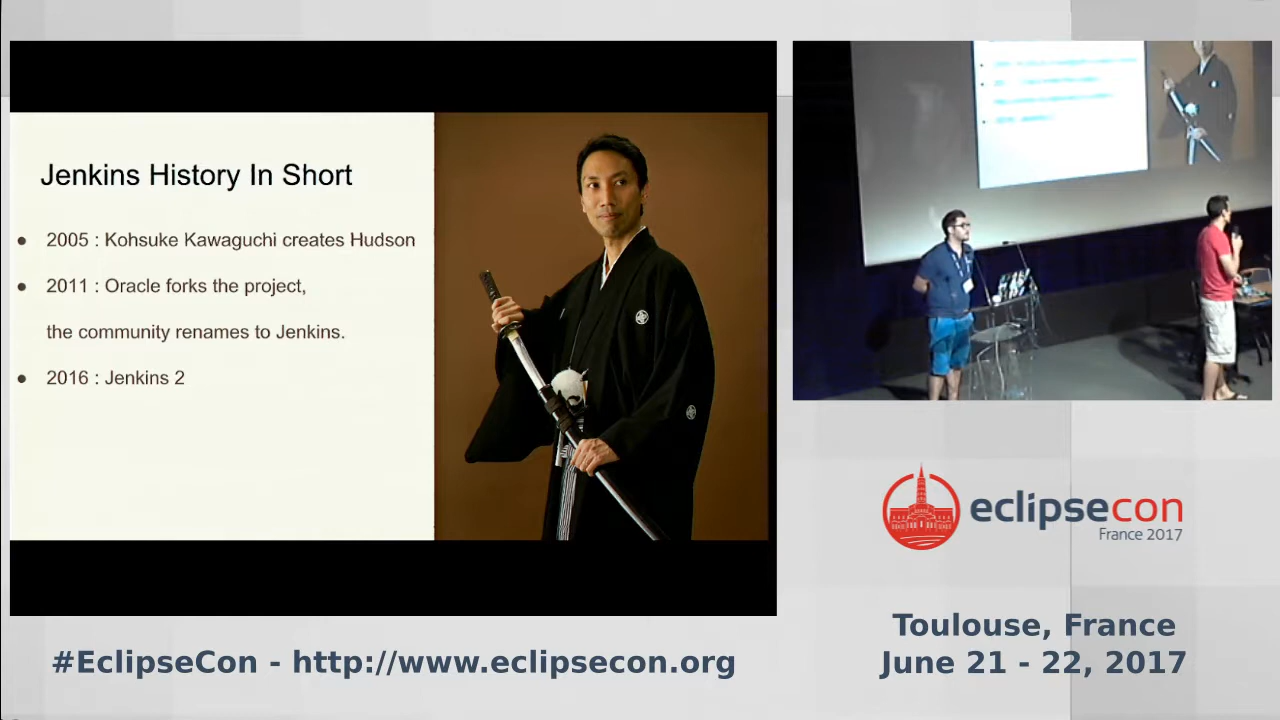 Jenkins History In Short
● 2005 : Kohsuke Kawaguchi creates Hudson
● 2011 : Oracle forks the project,
the community renames to Jenkins.
● 2016 : Jenkins 2
eclipsecon
France 2017
Toulouse, France
June 21 - 22, 2017
#EclipseCon - http://www.eclipsecon.org